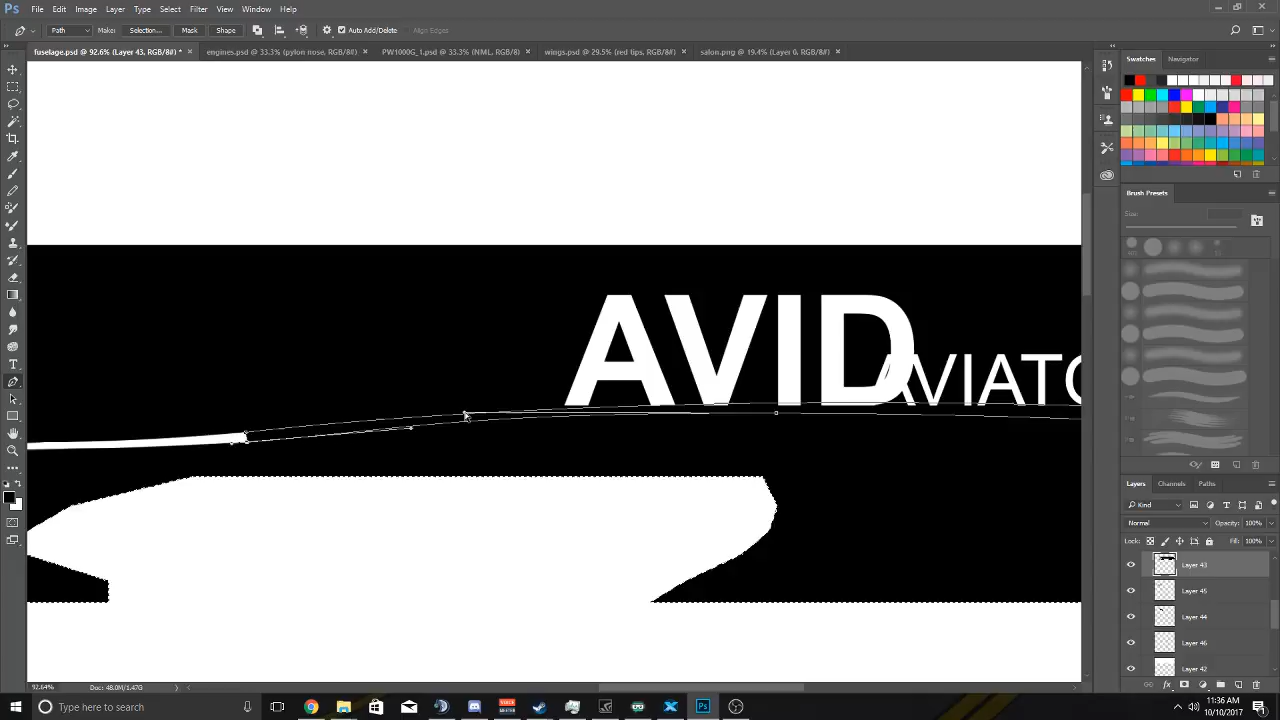 Ps File Edit Image Layer Type Select Filter View Window Help
Path Make: Selection... Mask Shape Auto Add/Delete Align Edges
fuselage.psd @ 92.6% (Layer 43, RGB/8#) * × engines.psd @ 33.3% (pylon nose, RGB/8#) × PW1000G_1.psd @ 33.3% (NML, RGB/8#) × wings.psd @ 29.5% (red tips, RGB/8#) × salon.png @ 19.4% (Layer 0, RGB/8#) ×
Swatches Navigator
Brush Presets
Size:
AVID
AVIATO
Layers Channels Paths
Kind
Normal Opacity: 100%
Lock: Fill: 100%
Layer 43
Layer 45
Layer 44
Layer 46
Layer 42
92.64% Doc: 48.0M/1.47G
Type here to search
11:36 AM
10/10/2017